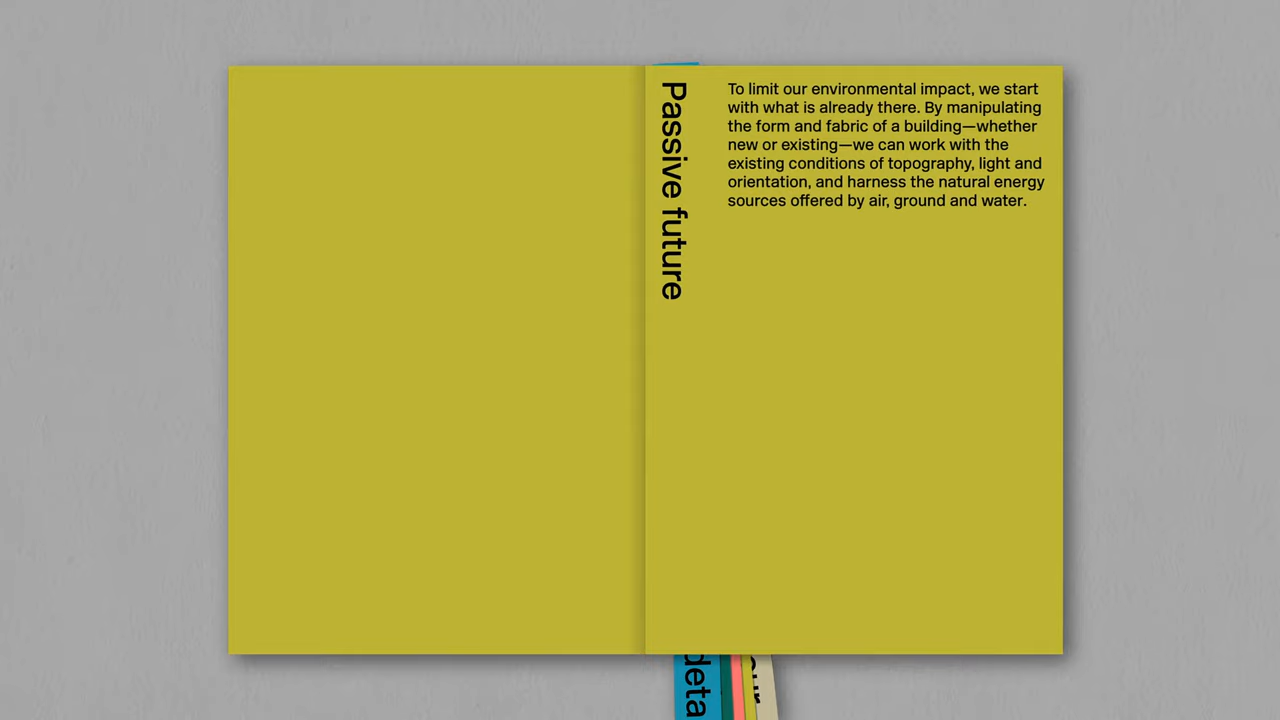 Passive future
To limit our environmental impact, we start
with what is already there. By manipulating
the form and fabric of a building—whether
new or existing—we can work with the
existing conditions of topography, light and
orientation, and harness the natural energy
sources offered by air, ground and water.
deta
our